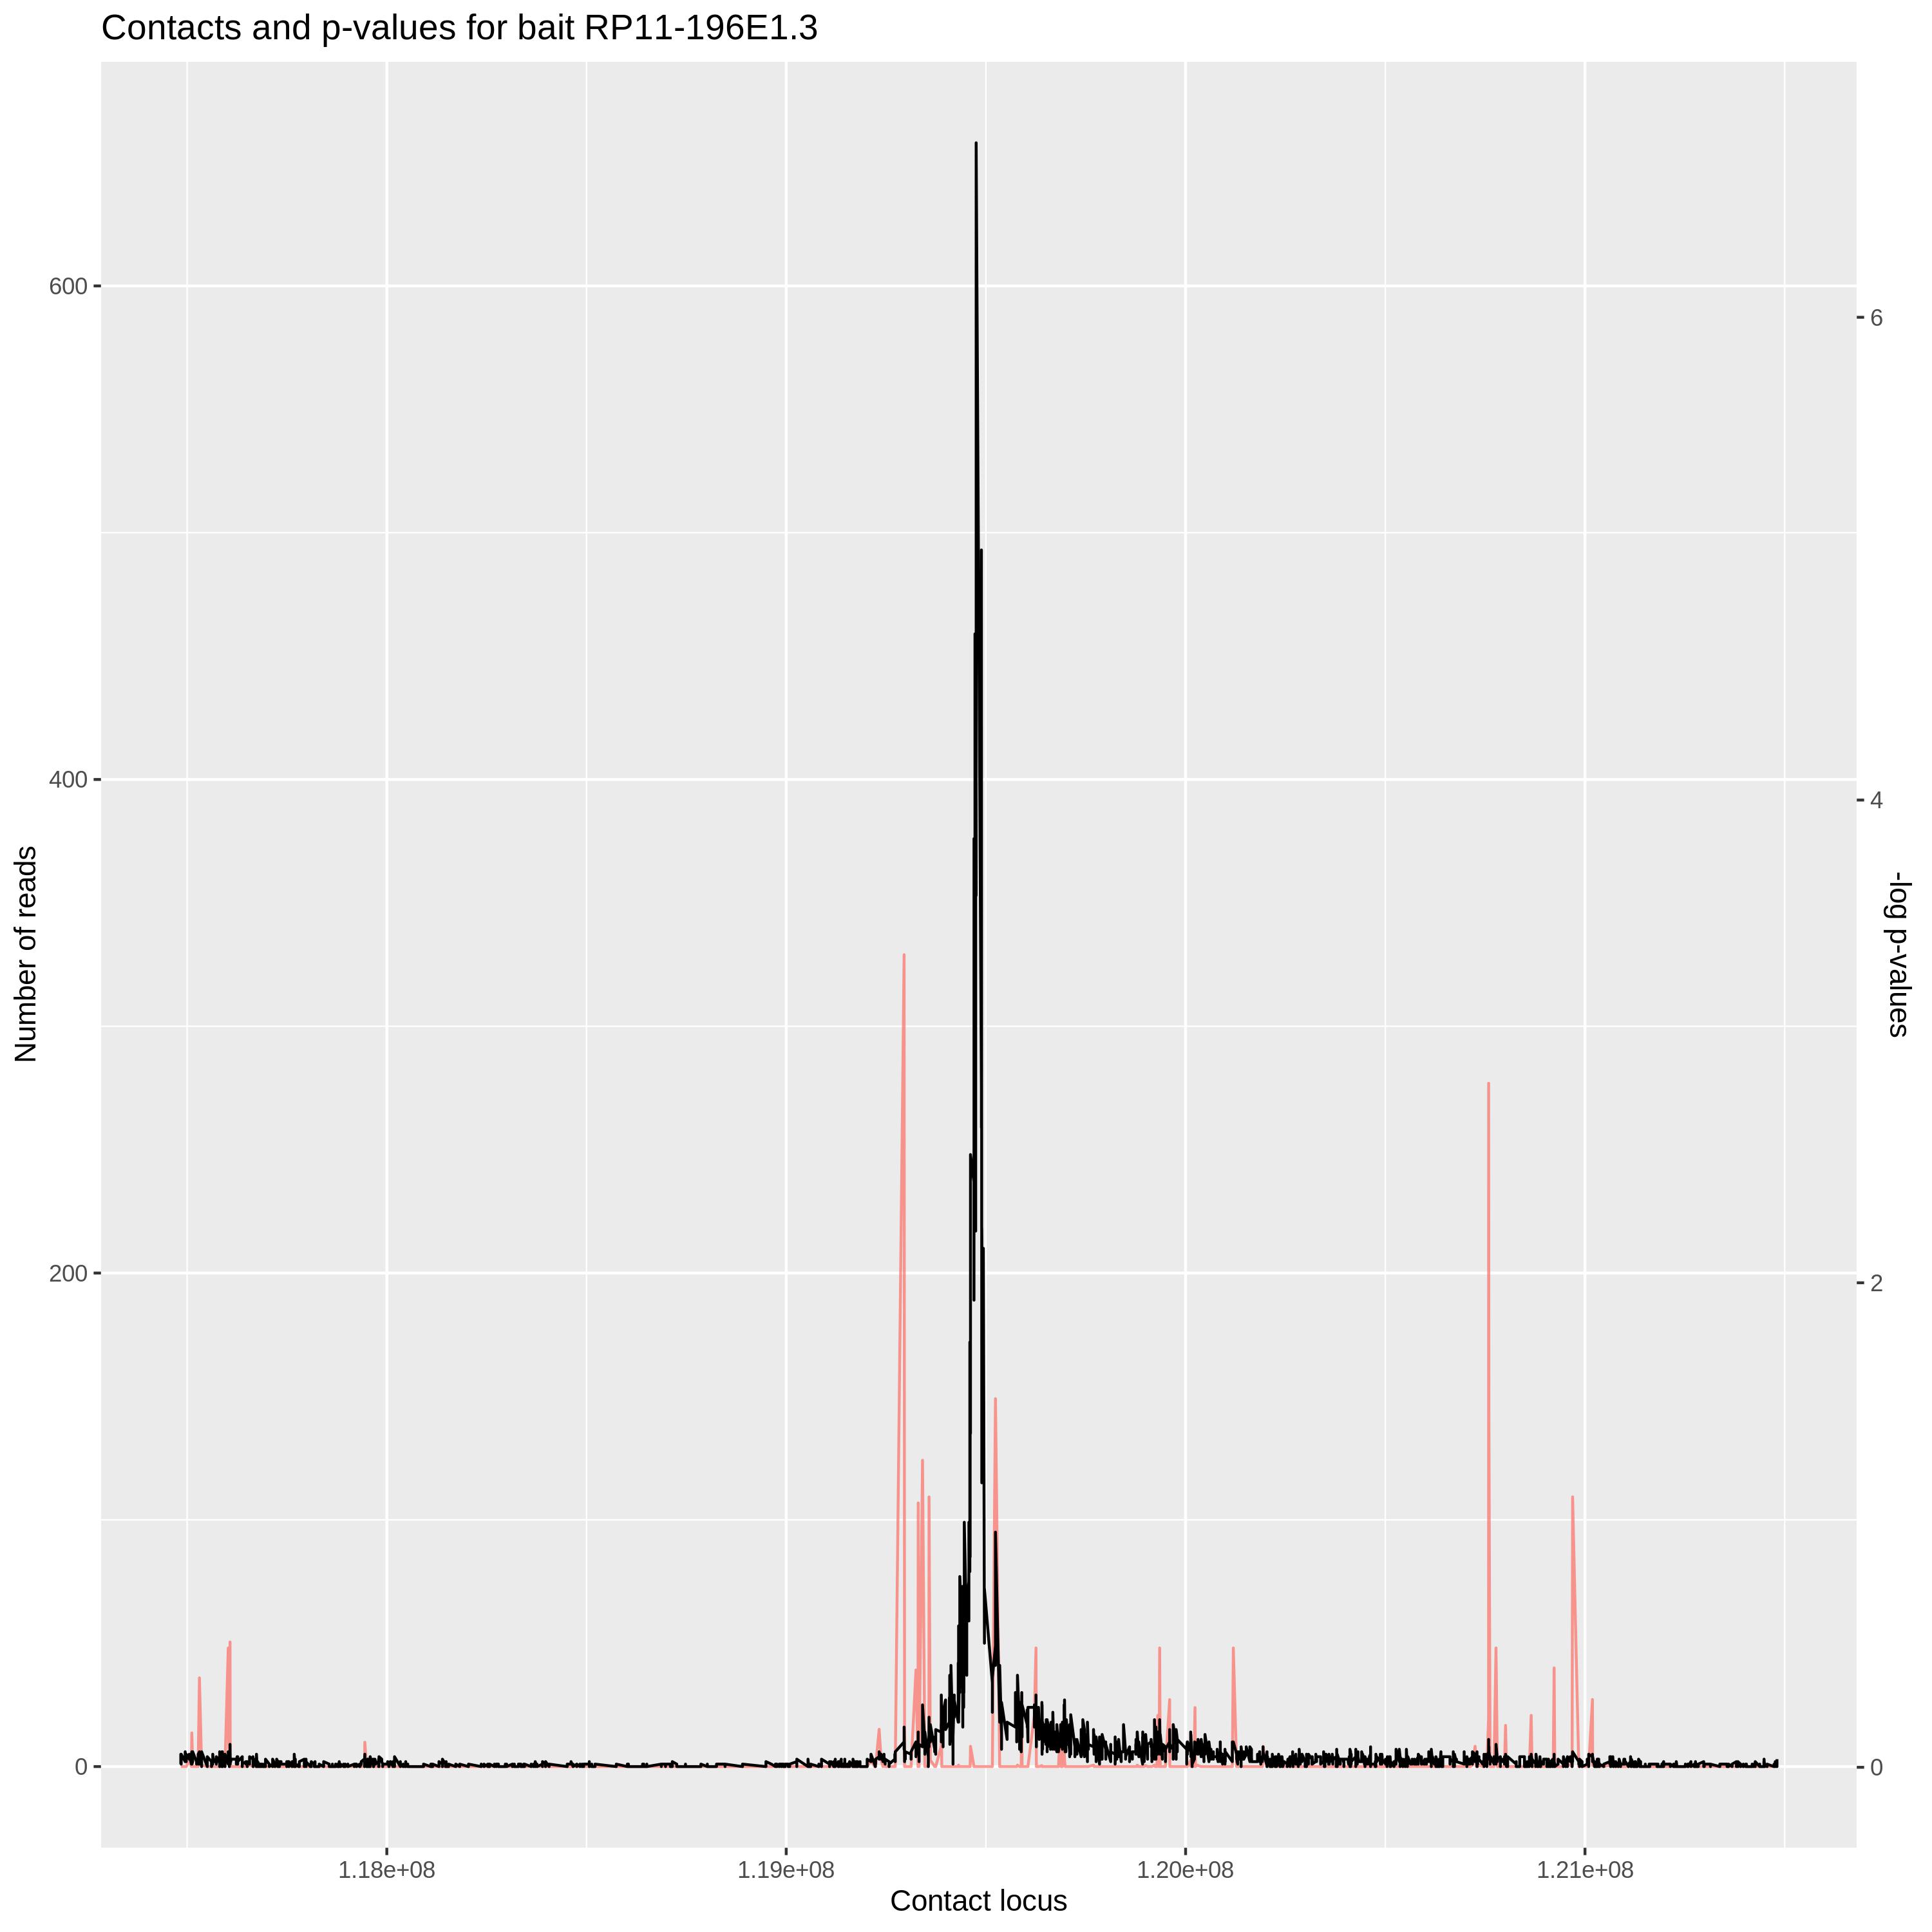 Contacts and p-values for bait RP11-196E1.3
600
400
200
0
Number of reads
6
4
2
0
-log p-values
1.18e+08
1.19e+08
1.20e+08
1.21e+08
Contact locus